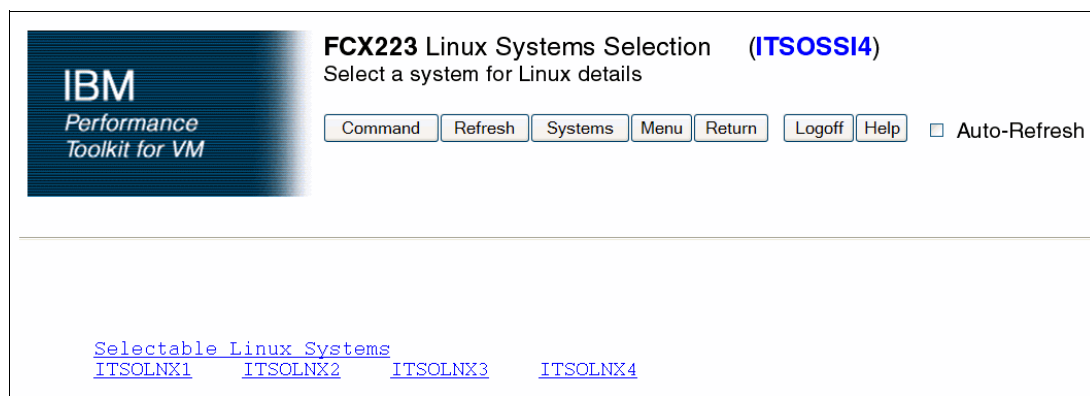 IBM
Performance
Toolkit for VM
FCX223 Linux Systems Selection (ITSOSSI4)
Select a system for Linux details
Command Refresh Systems Menu Return Logoff Help Auto-Refresh
Selectable Linux Systems
ITSOLNX1 ITSOLNX2 ITSOLNX3 ITSOLNX4